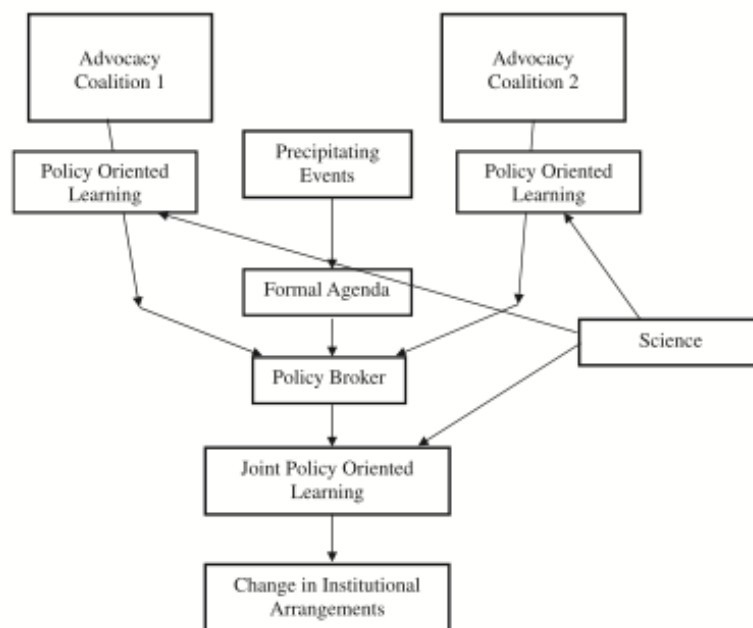 Advocacy
Coalition 1
Advocacy
Coalition 2
Precipitating
Events
Policy Oriented
Learning
Policy Oriented
Learning
Formal Agenda
Science
Policy Broker
Joint Policy Oriented
Learning
Change in Institutional
Arrangements